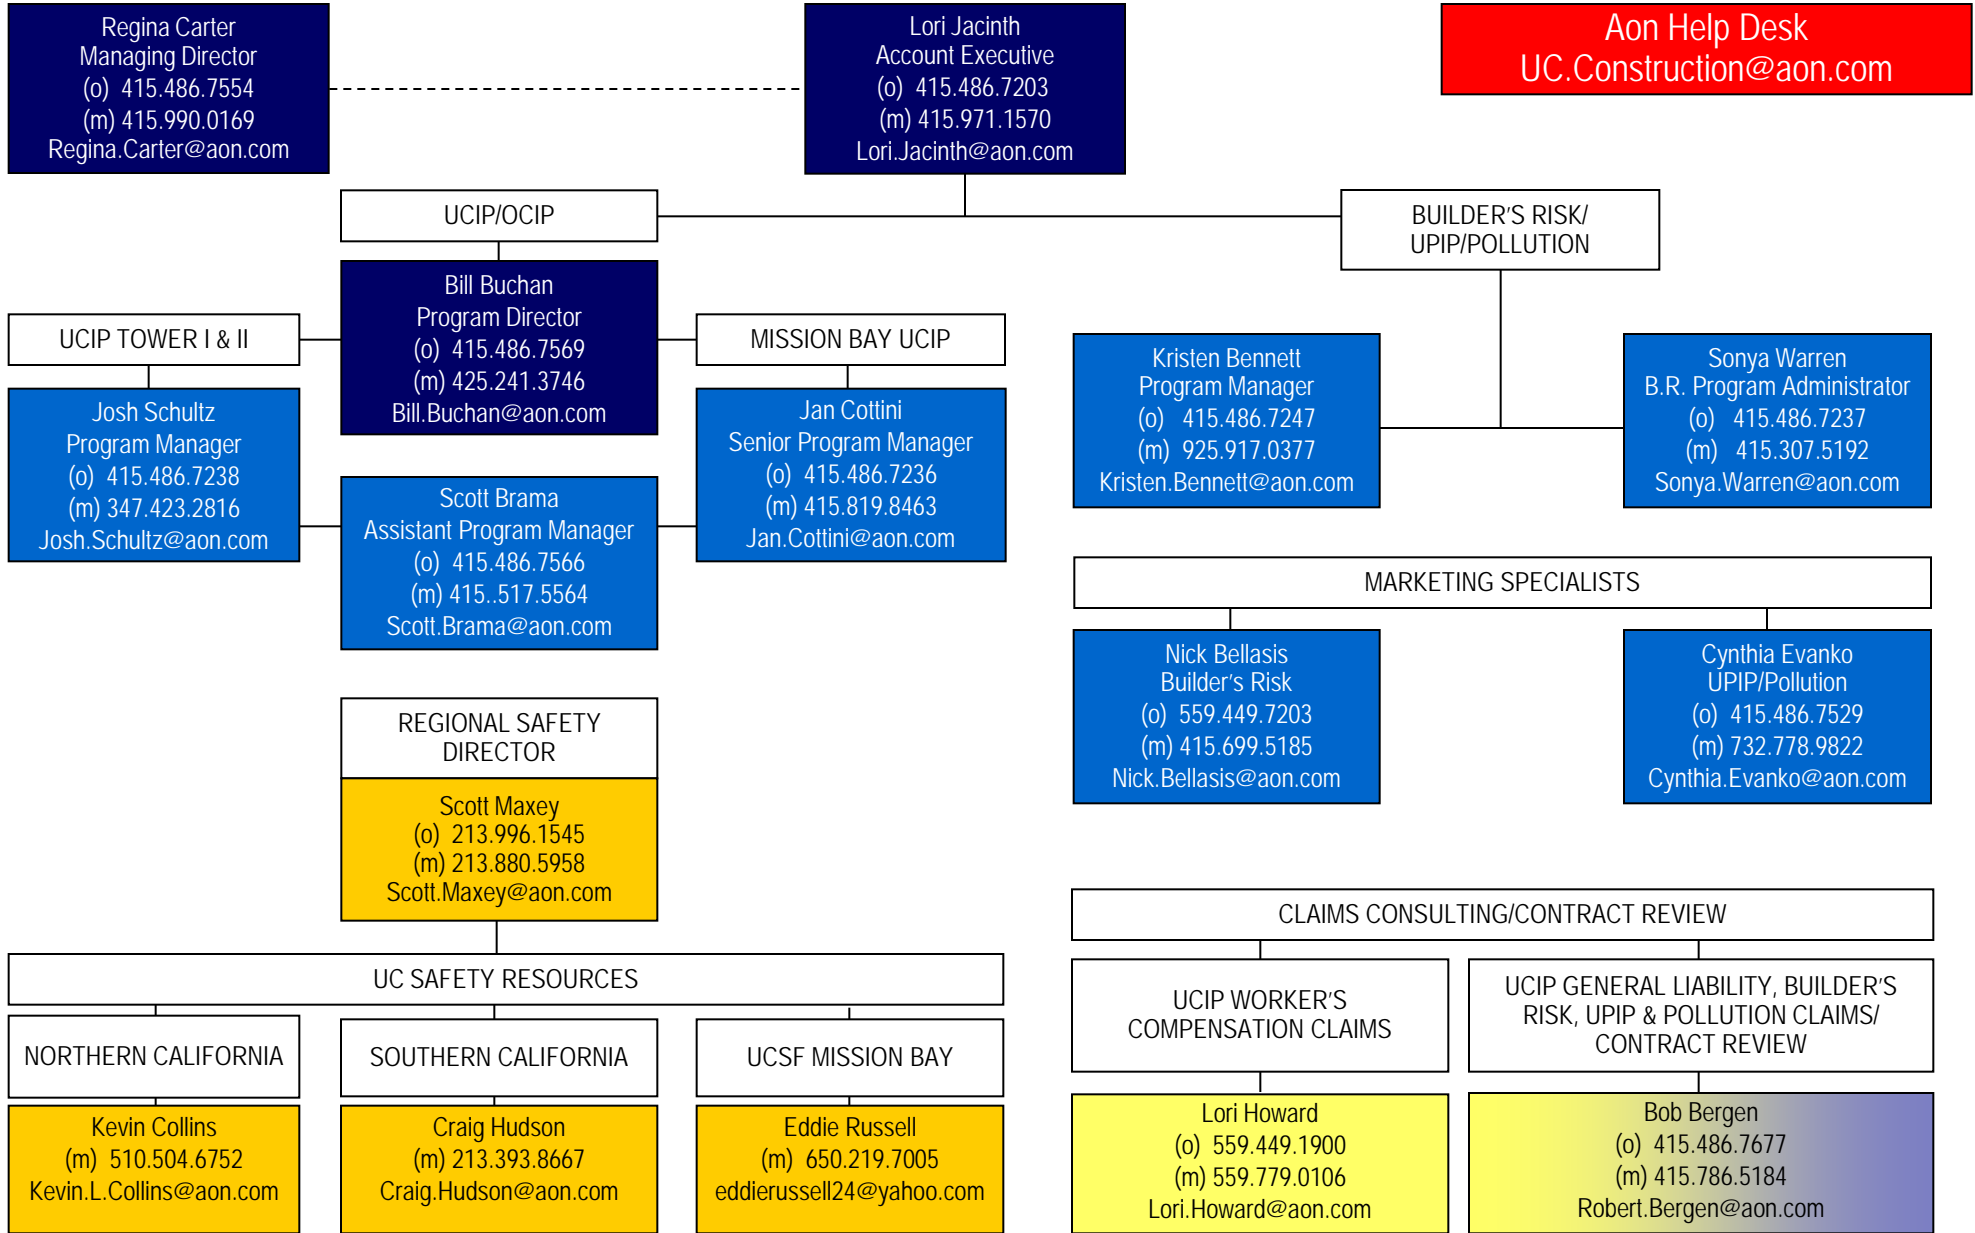 Regina Carter
Managing Director
(o) 415.486.7554
(m) 415.990.0169
Regina.Carter@aon.com
Lori Jacinth
Account Executive
(o) 415.486.7203
(m) 415.971.1570
Lori.Jacinth@aon.com
Aon Help Desk
UC.Construction@aon.com
UCIP/OCIP
BUILDER'S RISK/
UPIP/POLLUTION
Bill Buchan
Program Director
(o) 415.486.7569
(m) 425.241.3746
Bill.Buchan@aon.com
UCIP TOWER I & II
MISSION BAY UCIP
Josh Schultz
Program Manager
(o) 415.486.7238
(m) 347.423.2816
Josh.Schultz@aon.com
Jan Cottini
Senior Program Manager
(o) 415.486.7236
(m) 415.819.8463
Jan.Cottini@aon.com
Scott Brama
Assistant Program Manager
(o) 415.486.7566
(m) 415..517.5564
Scott.Brama@aon.com
Kristen Bennett
Program Manager
(o) 415.486.7247
(m) 925.917.0377
Kristen.Bennett@aon.com
Sonya Warren
B.R. Program Administrator
(o) 415.486.7237
(m) 415.307.5192
Sonya.Warren@aon.com
MARKETING SPECIALISTS
Nick Bellasis
Builder's Risk
(o) 559.449.7203
(m) 415.699.5185
Nick.Bellasis@aon.com
Cynthia Evanko
UPIP/Pollution
(o) 415.486.7529
(m) 732.778.9822
Cynthia.Evanko@aon.com
REGIONAL SAFETY
DIRECTOR
Scott Maxey
(o) 213.996.1545
(m) 213.880.5958
Scott.Maxey@aon.com
UC SAFETY RESOURCES
NORTHERN CALIFORNIA
SOUTHERN CALIFORNIA
UCSF MISSION BAY
Kevin Collins
(m) 510.504.6752
Kevin.L.Collins@aon.com
Craig Hudson
(m) 213.393.8667
Craig.Hudson@aon.com
Eddie Russell
(m) 650.219.7005
eddierussell24@yahoo.com
CLAIMS CONSULTING/CONTRACT REVIEW
UCIP WORKER'S
COMPENSATION CLAIMS
UCIP GENERAL LIABILITY, BUILDER'S
RISK, UPIP & POLLUTION CLAIMS/
CONTRACT REVIEW
Lori Howard
(o) 559.449.1900
(m) 559.779.0106
Lori.Howard@aon.com
Bob Bergen
(o) 415.486.7677
(m) 415.786.5184
Robert.Bergen@aon.com